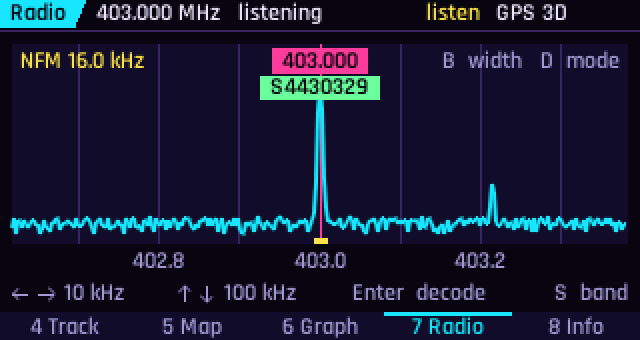 Radio 403.000 MHz listening listen GPS 3D
NFM 16.0 kHz 403.000 B width D mode
S4430329
402.8 403.0 403.2
← → 10 kHz ↑ ↓ 100 kHz Enter decode S band
4 Track 5 Map 6 Graph 7 Radio 8 Info